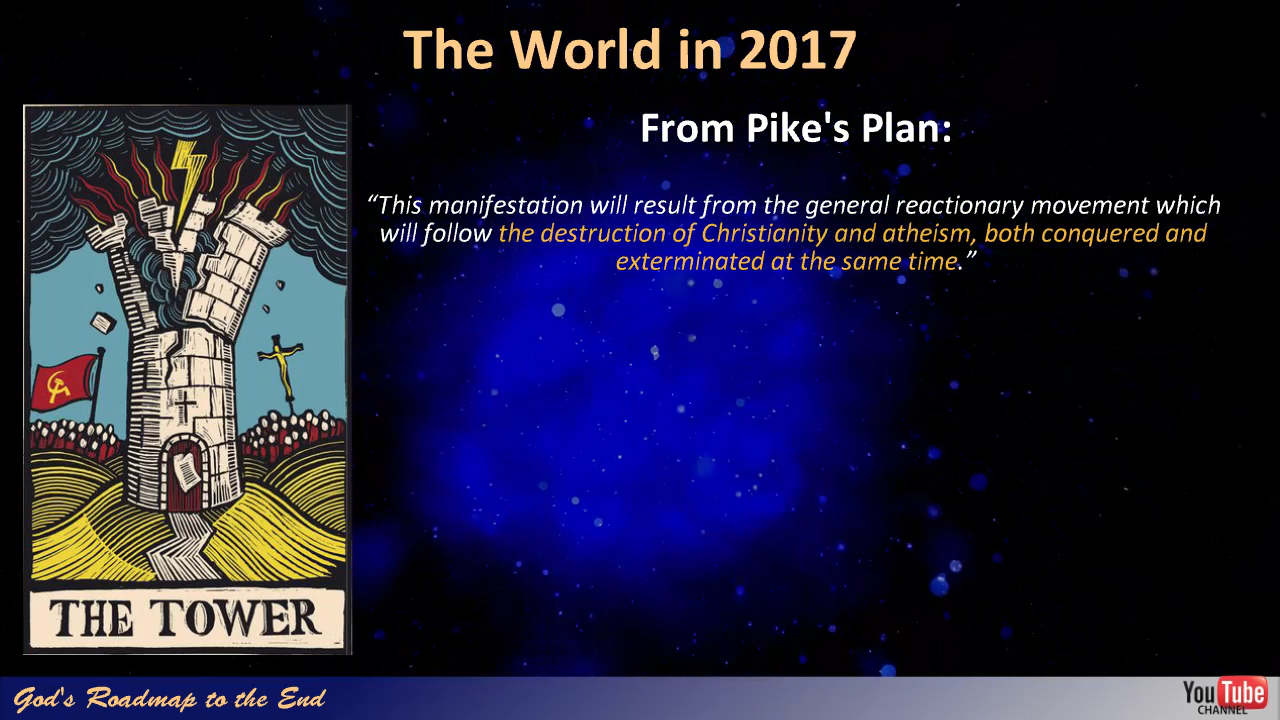 The World in 2017
From Pike's Plan:
“This manifestation will result from the general reactionary movement which
will follow the destruction of Christianity and atheism, both conquered and
exterminated at the same time.”
THE TOWER
God's Roadmap to the End
YouTube
CHANNEL